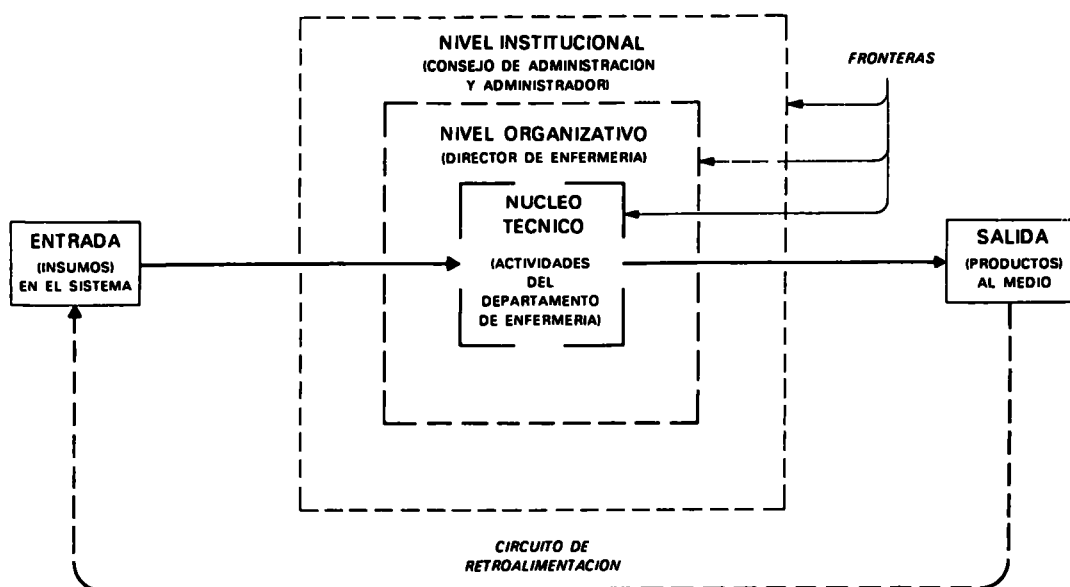 NIVEL INSTITUCIONAL
(CONSEJO DE ADMINISTRACION
Y ADMINISTRADOR)
FRONTERAS
NIVEL ORGANIZATIVO
(DIRECTOR DE ENFERMERIA)
NUCLEO
TECNICO
(ACTIVIDADES
DEL
DEPARTAMENTO
DE ENFERMERIA)
ENTRADA
(INSUMOS)
EN EL SISTEMA
SALIDA
(PRODUCTOS)
AL MEDIO
CIRCUITO DE
RETROALIMENTACION